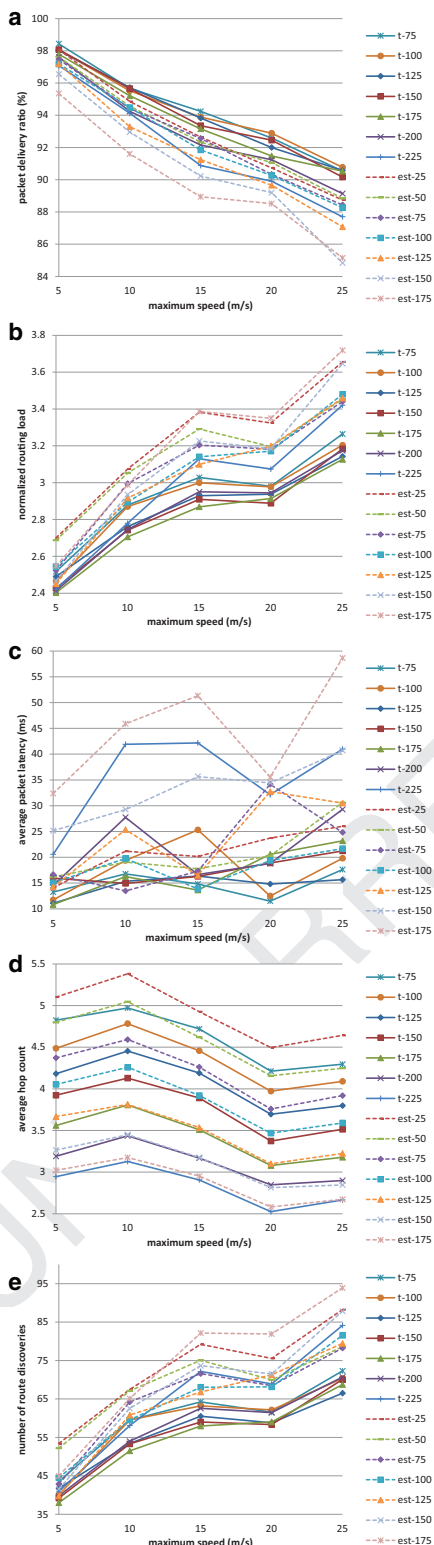 a
98
96
94
92
90
88
86
84
5
10
15
20
25
packet delivery ratio (%)
maximum speed (m/s)
t-75
t-100
t-125
t-150
t-175
t-200
t-225
est-25
est-50
est-75
est-100
est-125
est-150
est-175
b
3.8
3.6
3.4
3.2
3
2.8
2.6
2.4
5
10
15
20
25
normalized routing load
maximum speed (m/s)
t-75
t-100
t-125
t-150
t-175
t-200
t-225
est-25
est-50
est-75
est-100
est-125
est-150
est-175
c
60
55
50
45
40
35
30
25
20
15
10
5
10
15
20
25
average packet latency (ms)
maximum speed (m/s)
t-75
t-100
t-125
t-150
t-175
t-200
t-225
est-25
est-50
est-75
est-100
est-125
est-150
est-175
d
5.5
5
4.5
4
3.5
3
2.5
5
10
15
20
25
average hop count
maximum speed (m/s)
t-75
t-100
t-125
t-150
t-175
t-200
t-225
est-25
est-50
est-75
est-100
est-125
est-150
est-175
e
95
85
75
65
55
45
35
5
10
15
20
25
number of route discoveries
maximum speed (m/s)
t-75
t-100
t-125
t-150
t-175
t-200
t-225
est-25
est-50
est-75
est-100
est-125
est-150
est-175